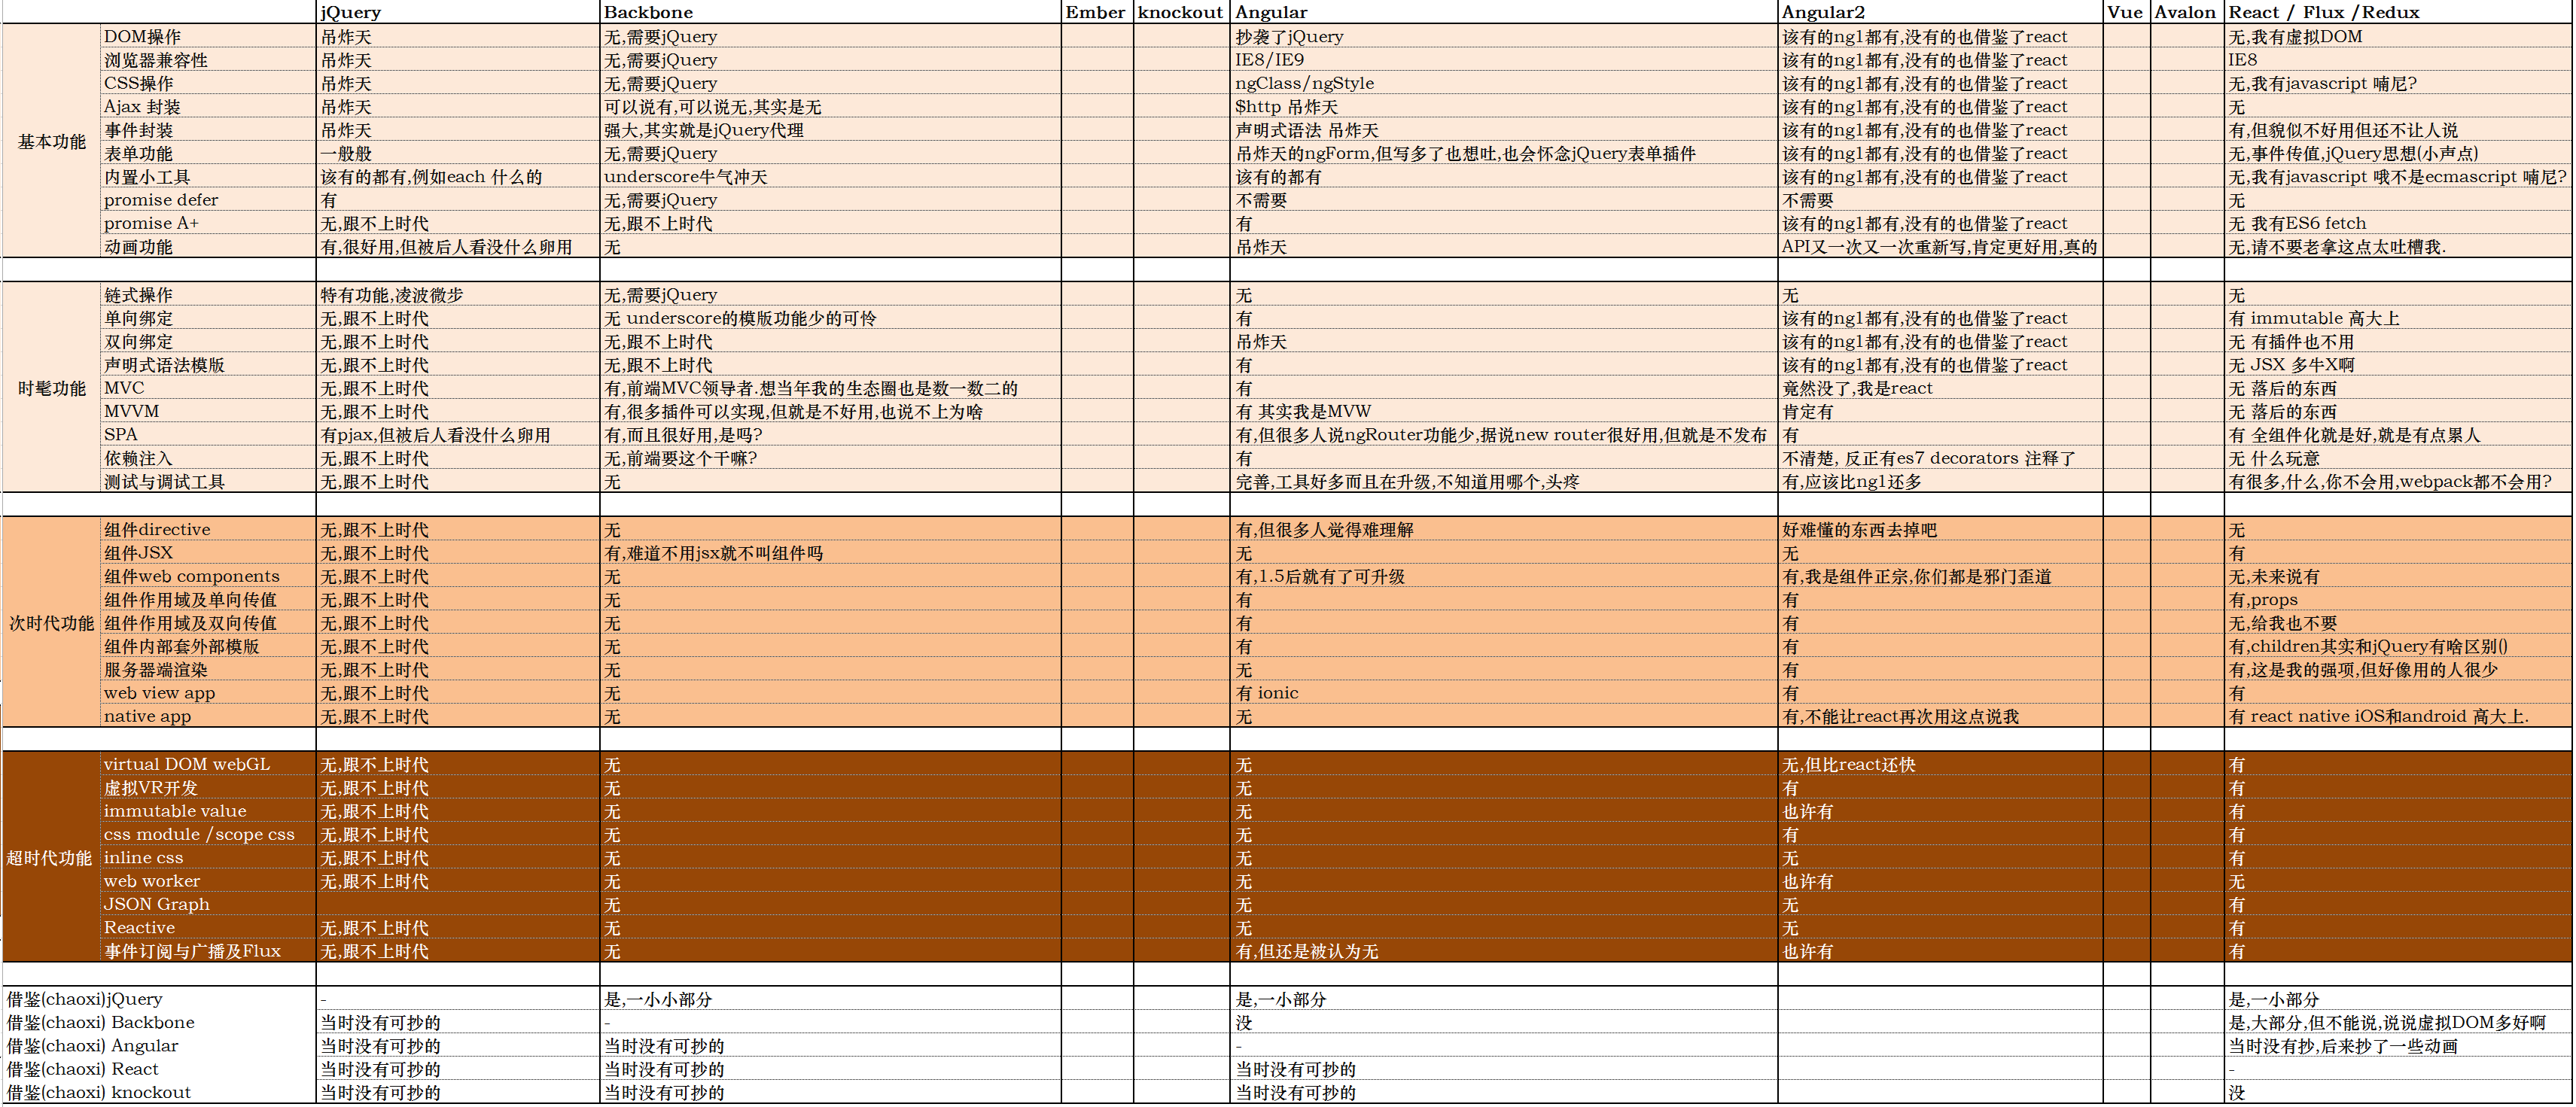 jQuery Backbone Ember knockout Angular Angular2 Vue Avalon React / Flux /Redux
基本功能
DOM操作 吊炸天 无,需要jQuery 抄袭了jQuery 该有的ng1都有,没有的也借鉴了react 无,我有虚拟DOM
浏览器兼容性 吊炸天 无,需要jQuery IE8/IE9 该有的ng1都有,没有的也借鉴了react IE8
CSS操作 吊炸天 无,需要jQuery ngClass/ngStyle 该有的ng1都有,没有的也借鉴了react 无,我有javascript 喃尼?
Ajax 封装 吊炸天 可以说有,可以说无,其实是无 $http 吊炸天 该有的ng1都有,没有的也借鉴了react 无
事件封装 吊炸天 强大,其实就是jQuery代理 声明式语法 吊炸天 该有的ng1都有,没有的也借鉴了react 有,但貌似不好用但还不让人说
表单功能 一般般 无,需要jQuery 吊炸天的ngForm,但写多了也想吐,也会怀念jQuery表单插件 该有的ng1都有,没有的也借鉴了react 无,事件传值,jQuery思想(小声点)
内置小工具 该有的都有,例如each 什么的 underscore牛气冲天 该有的都有 该有的ng1都有,没有的也借鉴了react 无,我有javascript 哦不是ecmascript 喃尼?
promise defer 有 无,需要jQuery 不需要 不需要 无
promise A+ 无,跟不上时代 无,跟不上时代 有 该有的ng1都有,没有的也借鉴了react 无 我有ES6 fetch
动画功能 有,很好用,但被后人看没什么卵用 无 吊炸天 API又一次又一次重新写,肯定更好用,真的 无,请不要老拿这点太吐槽我.
时髦功能
链式操作 特有功能,凌波微步 无,需要jQuery 无 无 无
单向绑定 无,跟不上时代 无 underscore的模版功能少的可怜 有 该有的ng1都有,没有的也借鉴了react 有 immutable 高大上
双向绑定 无,跟不上时代 无,跟不上时代 吊炸天 该有的ng1都有,没有的也借鉴了react 无 有插件也不用
声明式语法模版 无,跟不上时代 无,跟不上时代 有 该有的ng1都有,没有的也借鉴了react 无 JSX 多牛X啊
MVC 无,跟不上时代 有,前端MVC领导者.想当年我的生态圈也是数一数二的 有 竟然没了,我是react 无 落后的东西
MVVM 无,跟不上时代 有,很多插件可以实现,但就是不好用,也说不上为啥 有 其实我是MVW 肯定有 无 落后的东西
SPA 有pjax,但被后人看没什么卵用 有,而且很好用,是吗? 有,但很多人说ngRouter功能少,据说new router很好用,但就是不发布 有 有 全组件化就是好,就是有点累人
依赖注入 无,跟不上时代 无,前端要这个干嘛? 有 不清楚, 反正有es7 decorators 注释了 无 什么玩意
测试与调试工具 无,跟不上时代 无 完善,工具好多而且在升级,不知道用哪个,头疼 有,应该比ng1还多 有很多,什么,你不会用,webpack都不会用?
次时代功能
组件directive 无,跟不上时代 无 有,但很多人觉得难理解 好难懂的东西去掉吧 无
组件JSX 无,跟不上时代 有,难道不用jsx就不叫组件吗 无 无 有
组件web components 无,跟不上时代 无 有,1.5后就有了可升级 有,我是组件正宗,你们都是邪门歪道 无,未来说有
组件作用域及单向传值 无,跟不上时代 无 有 有 有,props
组件作用域及双向传值 无,跟不上时代 无 有 有 无,给我也不要
组件内部套外部模版 无,跟不上时代 无 有 有 有,children其实和jQuery有啥区别()
服务器端渲染 无,跟不上时代 无 无 有 有,这是我的强项,但好像用的人很少
web view app 无,跟不上时代 无 有 ionic 有 有
native app 无,跟不上时代 无 无 有,不能让react再次用这点说我 有 react native iOS和android 高大上.
超时代功能
virtual DOM webGL 无,跟不上时代 无 无 无,但比react还快 有
虚拟VR开发 无,跟不上时代 无 无 有 有
immutable value 无,跟不上时代 无 无 也许有 有
css module /scope css 无,跟不上时代 无 无 有 有
inline css 无,跟不上时代 无 无 无 有
web worker 无,跟不上时代 无 无 也许有 无
JSON Graph 无 无 无 有
Reactive 无,跟不上时代 无 无 无 有
事件订阅与广播及Flux 无,跟不上时代 无 有,但还是被认为无 也许有 有
借鉴(chaoxi)jQuery - 是,一小小部分 是,一小部分 是,一小部分
借鉴(chaoxi) Backbone 当时没有可抄的 - 没 是,大部分,但不能说,说说虚拟DOM多好啊
借鉴(chaoxi) Angular 当时没有可抄的 当时没有可抄的 - 当时没有抄,后来抄了一些动画
借鉴(chaoxi) React 当时没有可抄的 当时没有可抄的 当时没有可抄的 -
借鉴(chaoxi) knockout 当时没有可抄的 当时没有可抄的 当时没有可抄的 没